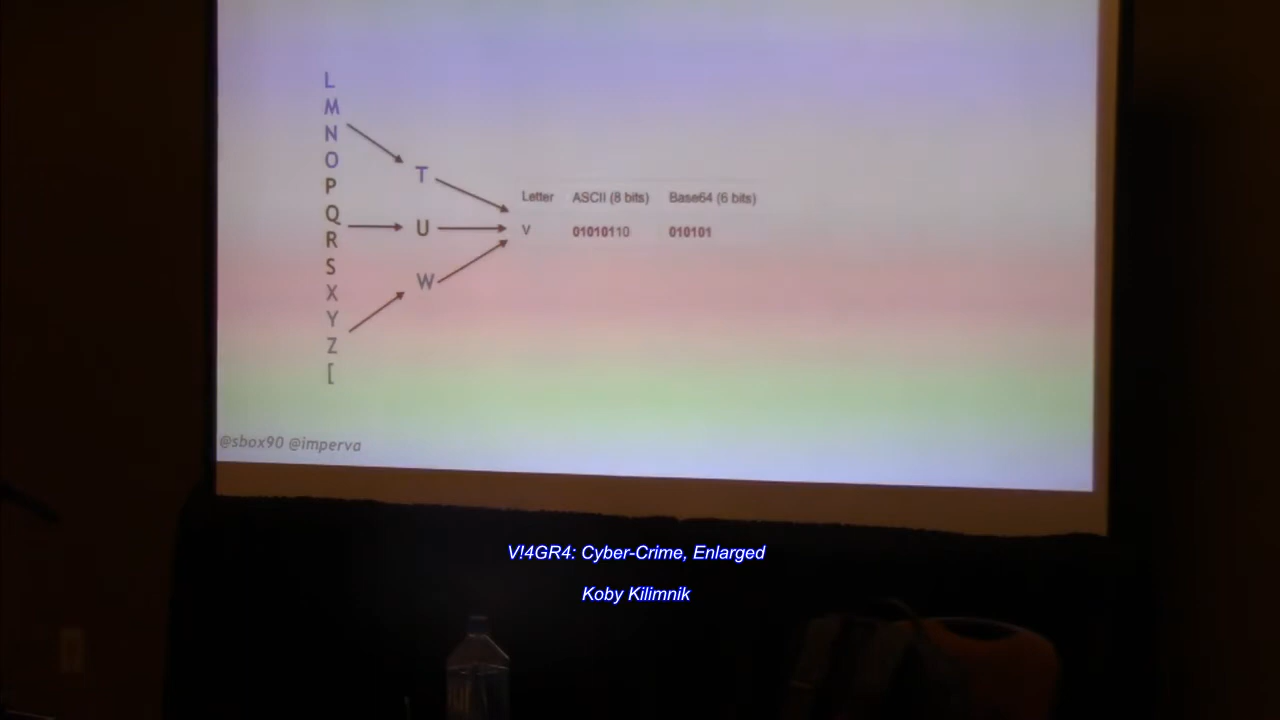 L
M
N
O
P
Q
R
S
X
Y
Z
[
T
U
W
Letter ASCII (8 bits) Base64 (6 bits)
V 01010110 010101
@sbox90 @imperva
V!4GR4: Cyber-Crime, Enlarged
Koby Kilimnik